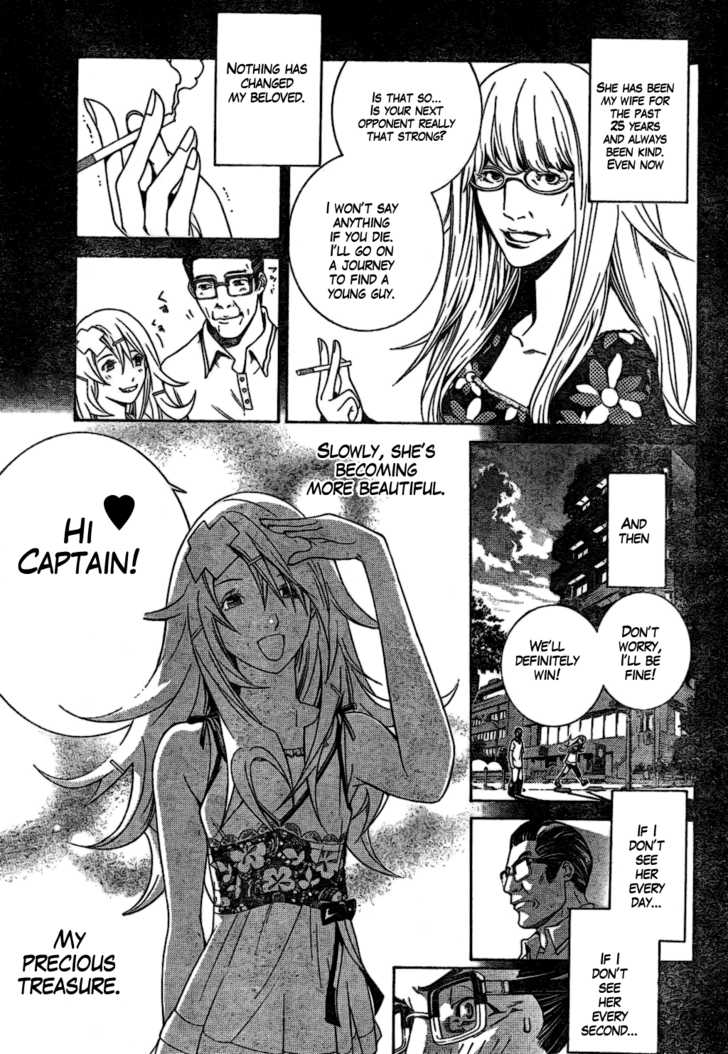 SHE HAS BEEN
MY WIFE FOR
THE PAST
25 YEARS
AND ALWAYS
BEEN KIND.
EVEN NOW
IS THAT SO...
IS YOUR NEXT
OPPONENT REALLY
THAT STRONG?
I WON'T SAY
ANYTHING
IF YOU DIE.
I'LL GO ON
A JOURNEY
TO FIND A
YOUNG GUY.
NOTHING HAS
CHANGED
MY BELOVED.
AND
THEN
DON'T
WORRY,
I'LL BE
FINE!
WE'LL
DEFINITELY
WIN!
IF I
DON'T
SEE
HER
EVERY
DAY...
IF I
DON'T
SEE
HER
EVERY
SECOND...
SLOWLY, SHE'S
BECOMING
MORE BEAUTIFUL.
HI
CAPTAIN!
MY
PRECIOUS
TREASURE.